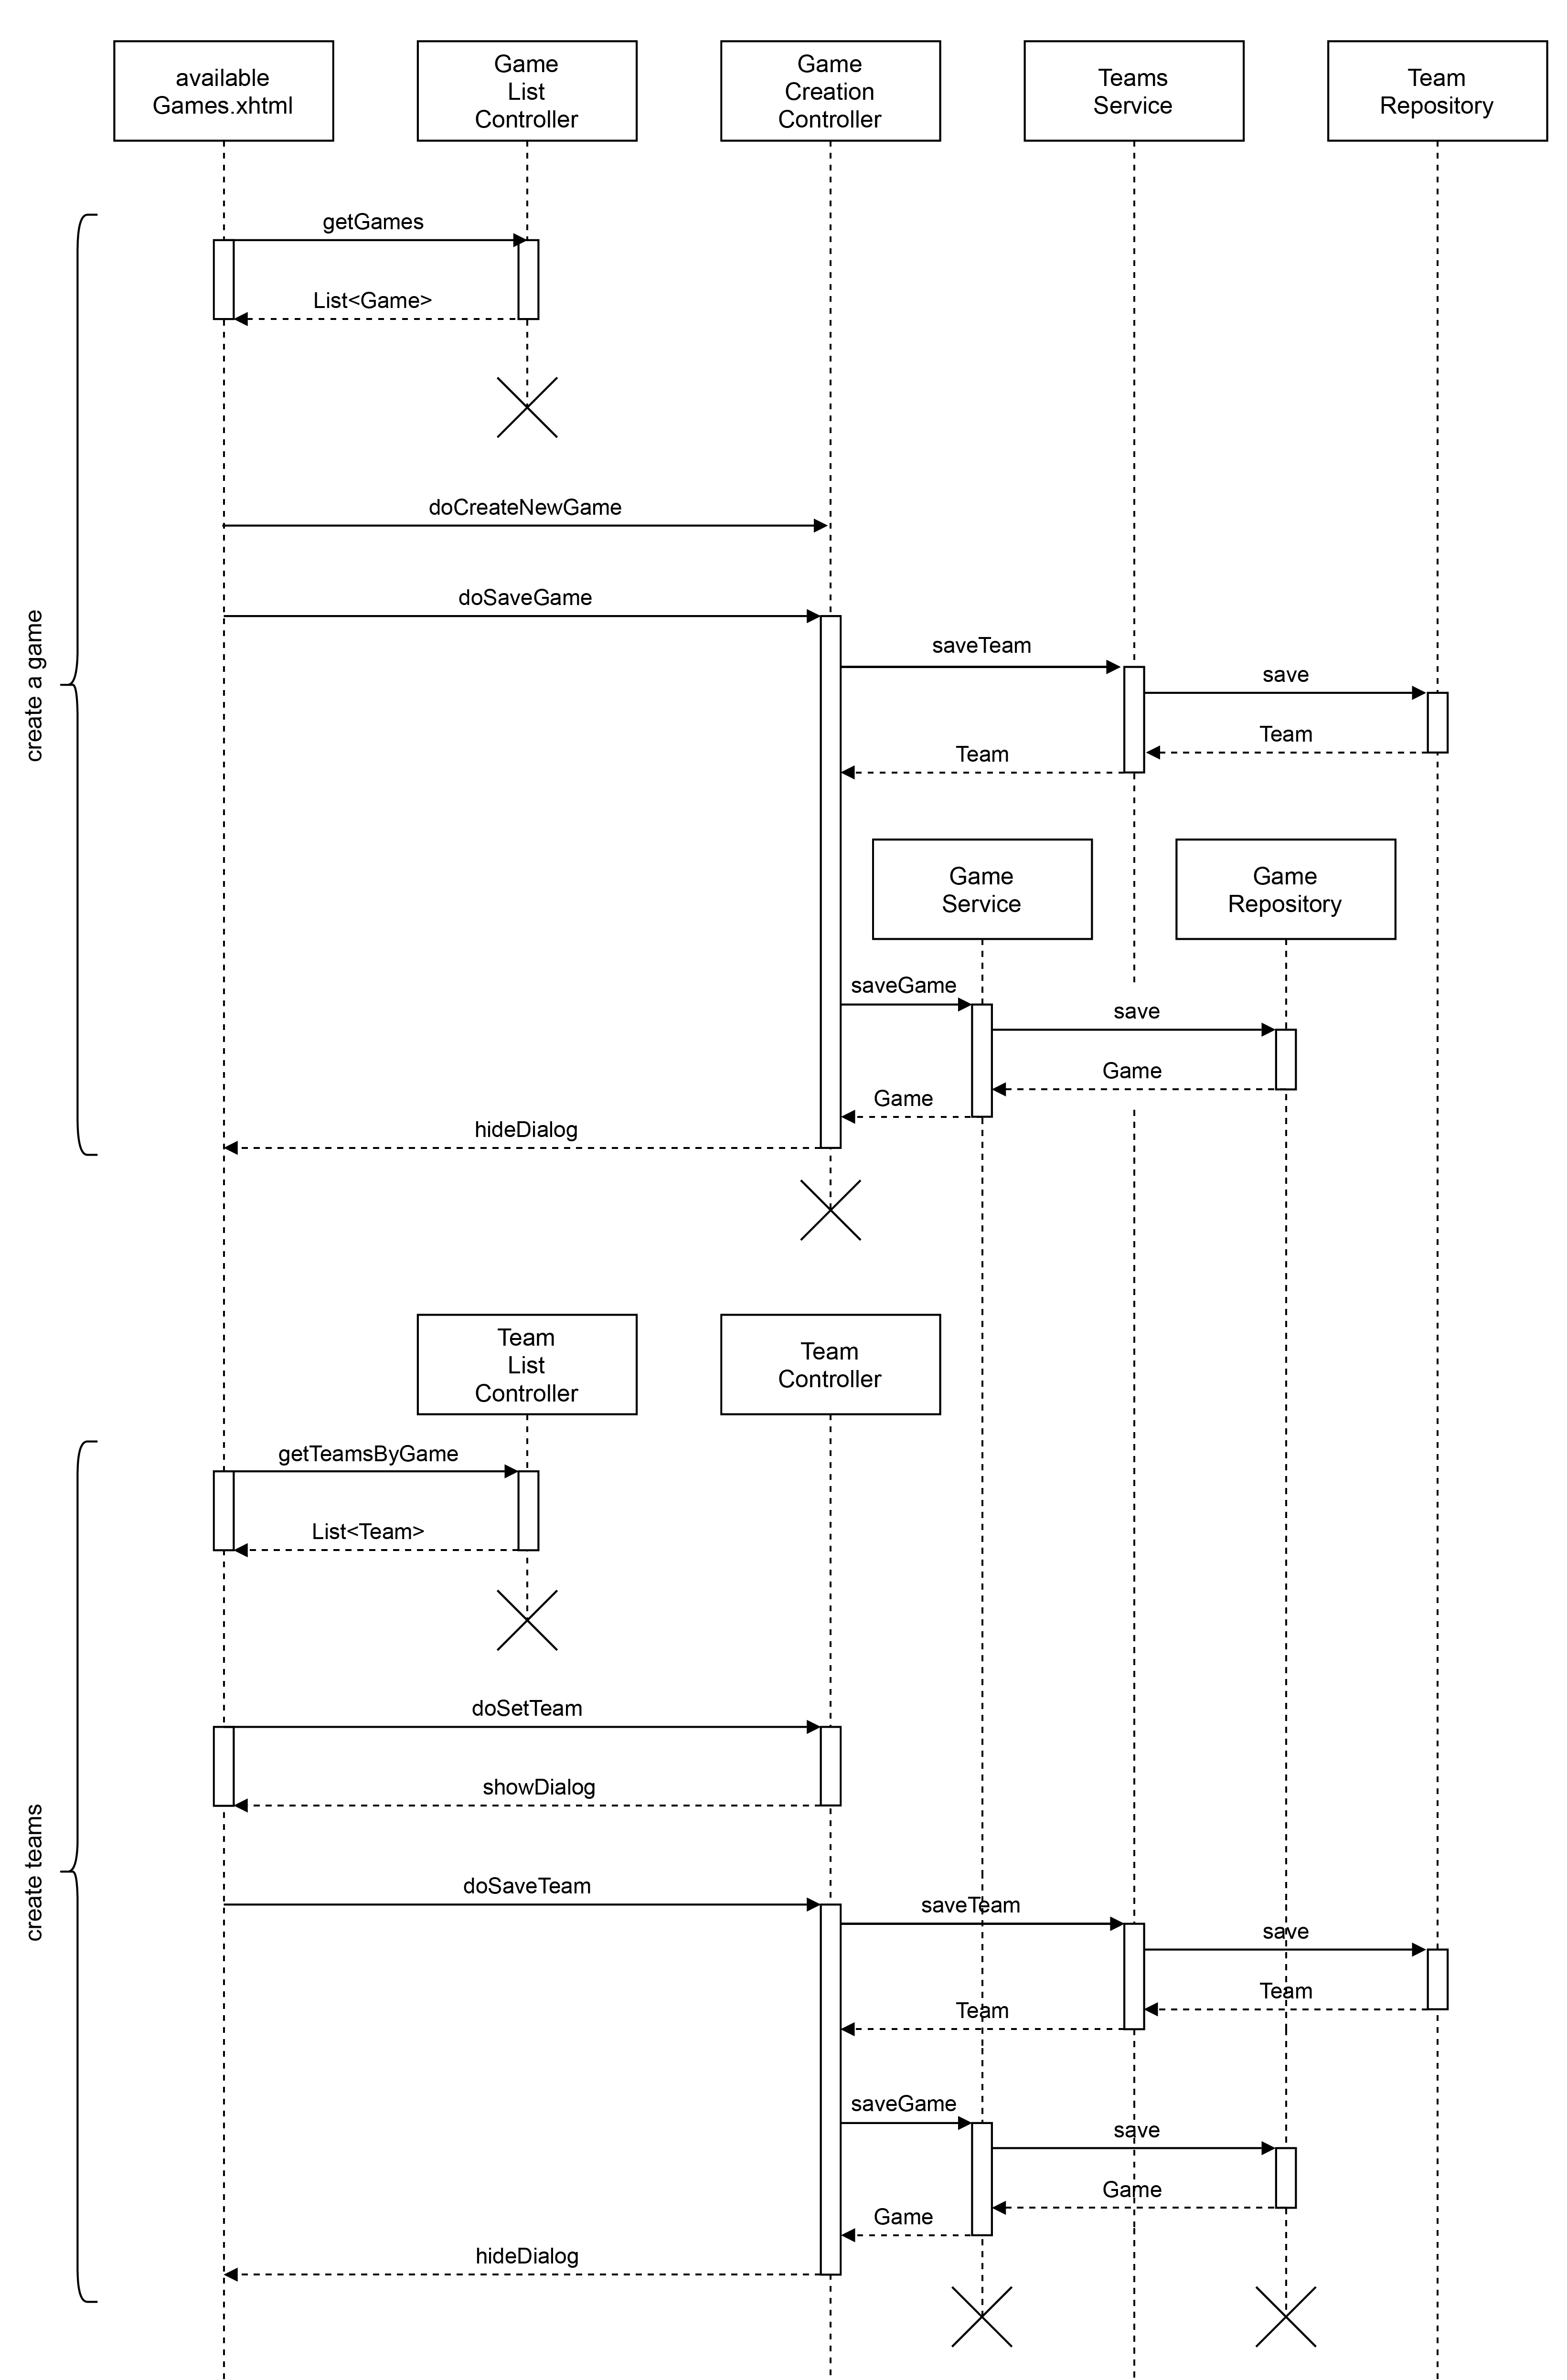 available
Games.xhtml
Game
List
Controller
Game
Creation
Controller
Teams
Service
Team
Repository
getGames
List<Game>
doCreateNewGame
doSaveGame
create a game
saveTeam
save
Team
Team
Game
Service
Game
Repository
saveGame
save
Game
Game
hideDialog
Team
List
Controller
Team
Controller
getTeamsByGame
List<Team>
doSetTeam
showDialog
create teams
doSaveTeam
saveTeam
save
Team
Team
saveGame
save
Game
Game
hideDialog